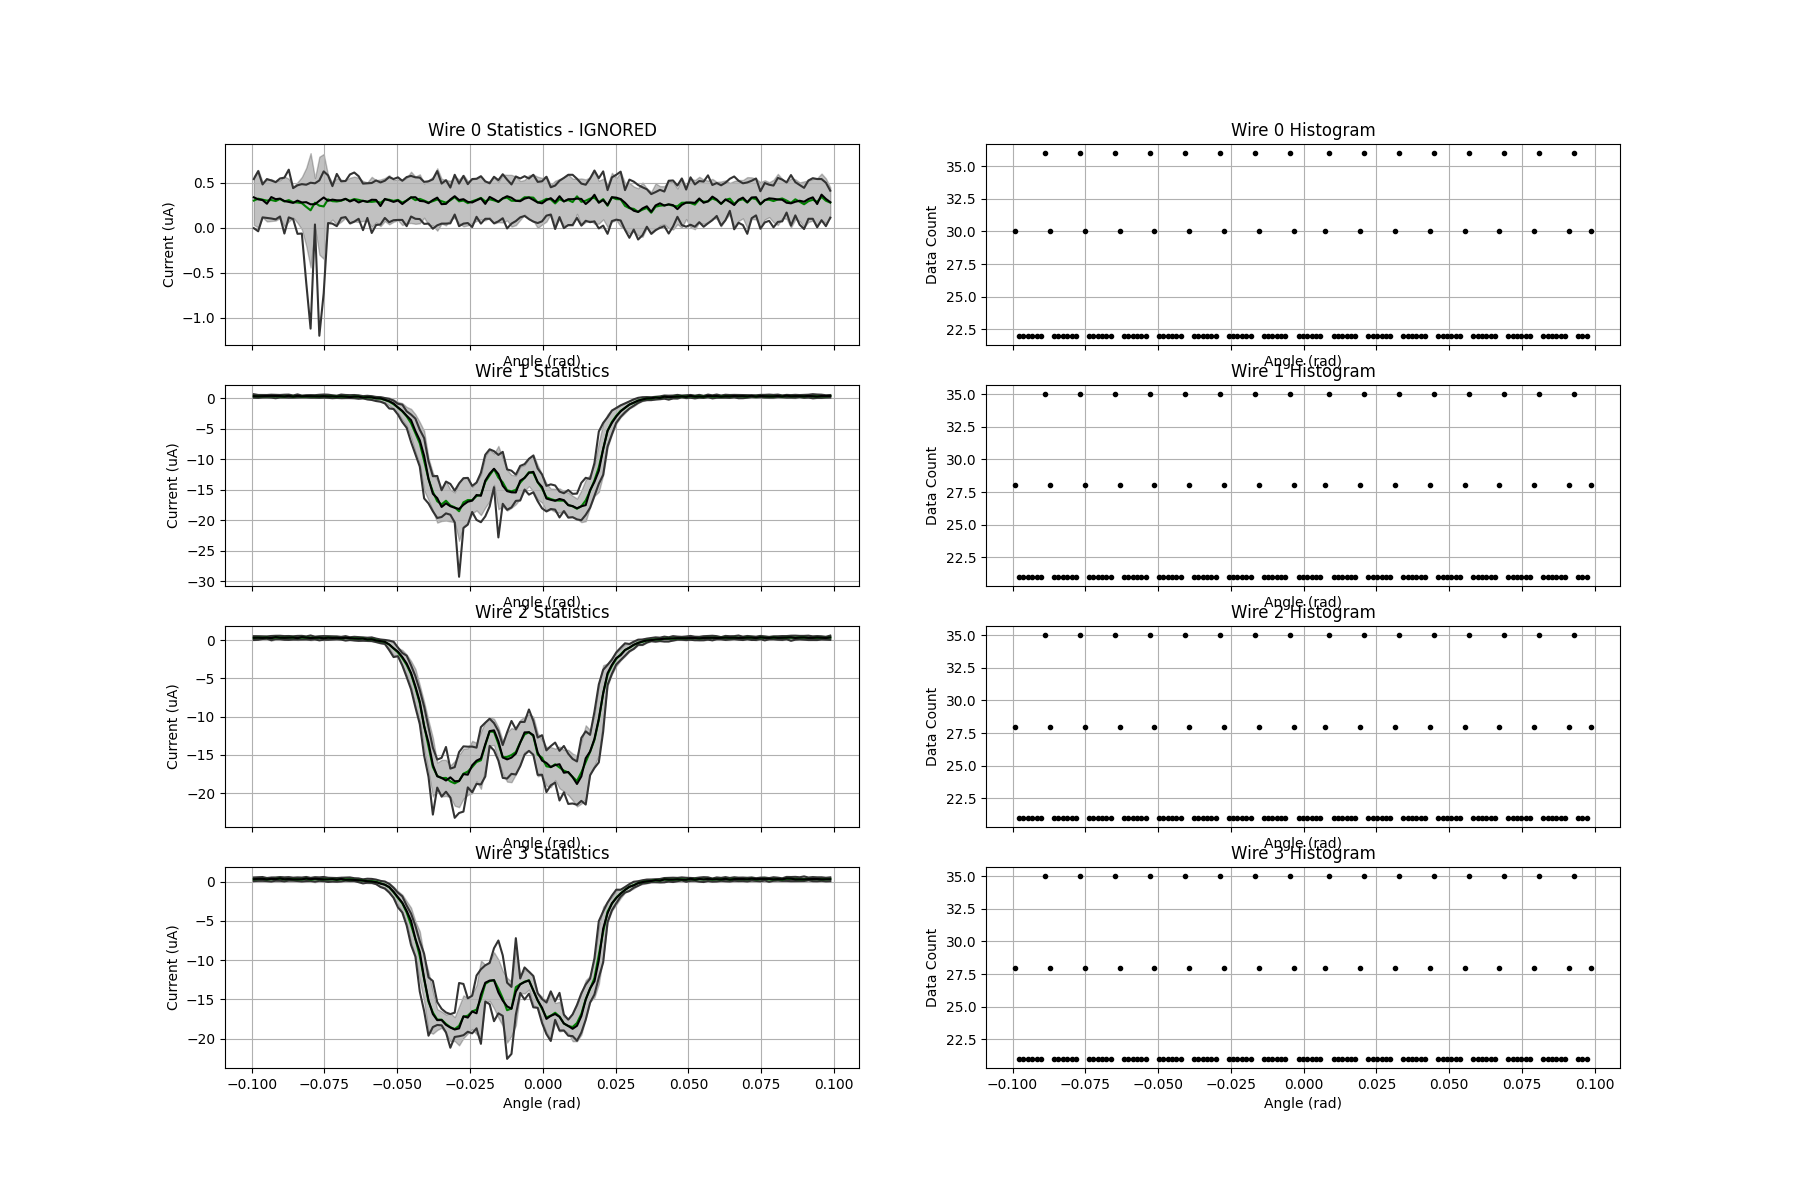 Wire 0 Statistics - IGNORED
Current (uA)
0.5
0.0
−0.5
−1.0
Angle (rad)
Wire 0 Histogram
Data Count
35.0
32.5
30.0
27.5
25.0
22.5
Angle (rad)
Wire 1 Statistics
Current (uA)
0
−5
−10
−15
−20
−25
−30
Angle (rad)
Wire 1 Histogram
Data Count
35.0
32.5
30.0
27.5
25.0
22.5
Angle (rad)
Wire 2 Statistics
Current (uA)
0
−5
−10
−15
−20
Angle (rad)
Wire 2 Histogram
Data Count
35.0
32.5
30.0
27.5
25.0
22.5
Angle (rad)
Wire 3 Statistics
Current (uA)
0
−5
−10
−15
−20
−0.100 −0.075 −0.050 −0.025 0.000 0.025 0.050 0.075 0.100
Angle (rad)
Wire 3 Histogram
Data Count
35.0
32.5
30.0
27.5
25.0
22.5
−0.100 −0.075 −0.050 −0.025 0.000 0.025 0.050 0.075 0.100
Angle (rad)